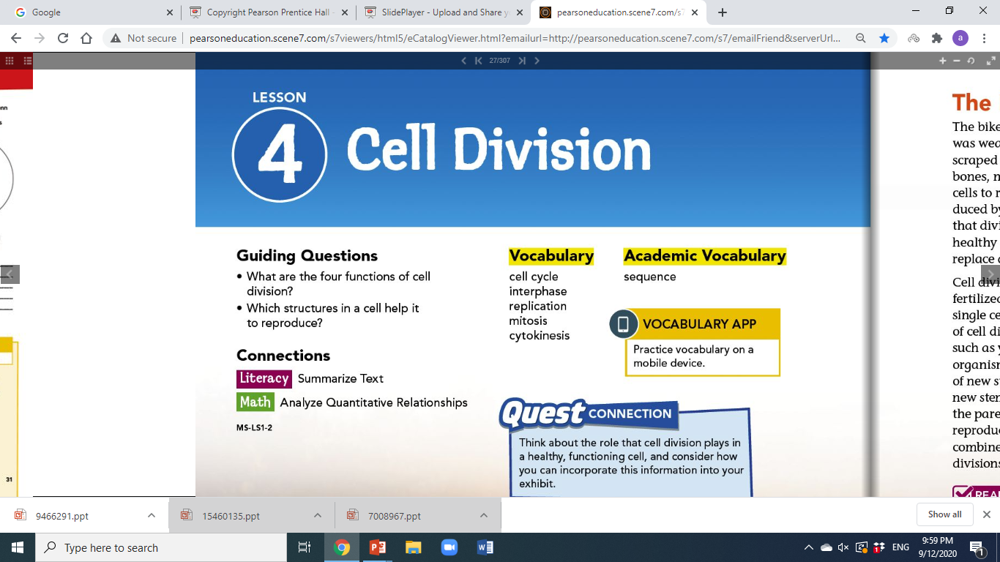 Google
Copyright Pearson Prentice Hall
SlidePlayer - Upload and Share y
pearsoneducation.scene7.com/s7
Not secure
pearsoneducation.scene7.com/s7viewers/html5/eCatalogViewer.html?emailurl=http://pearsoneducation.scene7.com/s7/emailFriend&serverUrl...
a
27/307
LESSON
4
Cell Division
Guiding Questions
• What are the four functions of cell
division?
• Which structures in a cell help it
to reproduce?
Connections
Literacy Summarize Text
Math Analyze Quantitative Relationships
MS-LS1-2
31
Vocabulary
cell cycle
interphase
replication
mitosis
cytokinesis
Academic Vocabulary
sequence
VOCABULARY APP
Practice vocabulary on a
mobile device.
Quest CONNECTION
Think about the role that cell division plays in
a healthy, functioning cell, and consider how
you can incorporate this information into your
exhibit.
The
The bike
was wea
scraped
bones, m
cells to r
duced by
that divi
healthy
replace
Cell divi
fertilized
single ce
of cell di
such as y
organism
of new s
new stem
the pare
reproduc
combine
divisions
REA
9466291.ppt
15460135.ppt
7008967.ppt
Show all
Type here to search
ENG
9:59 PM
9/12/2020
1